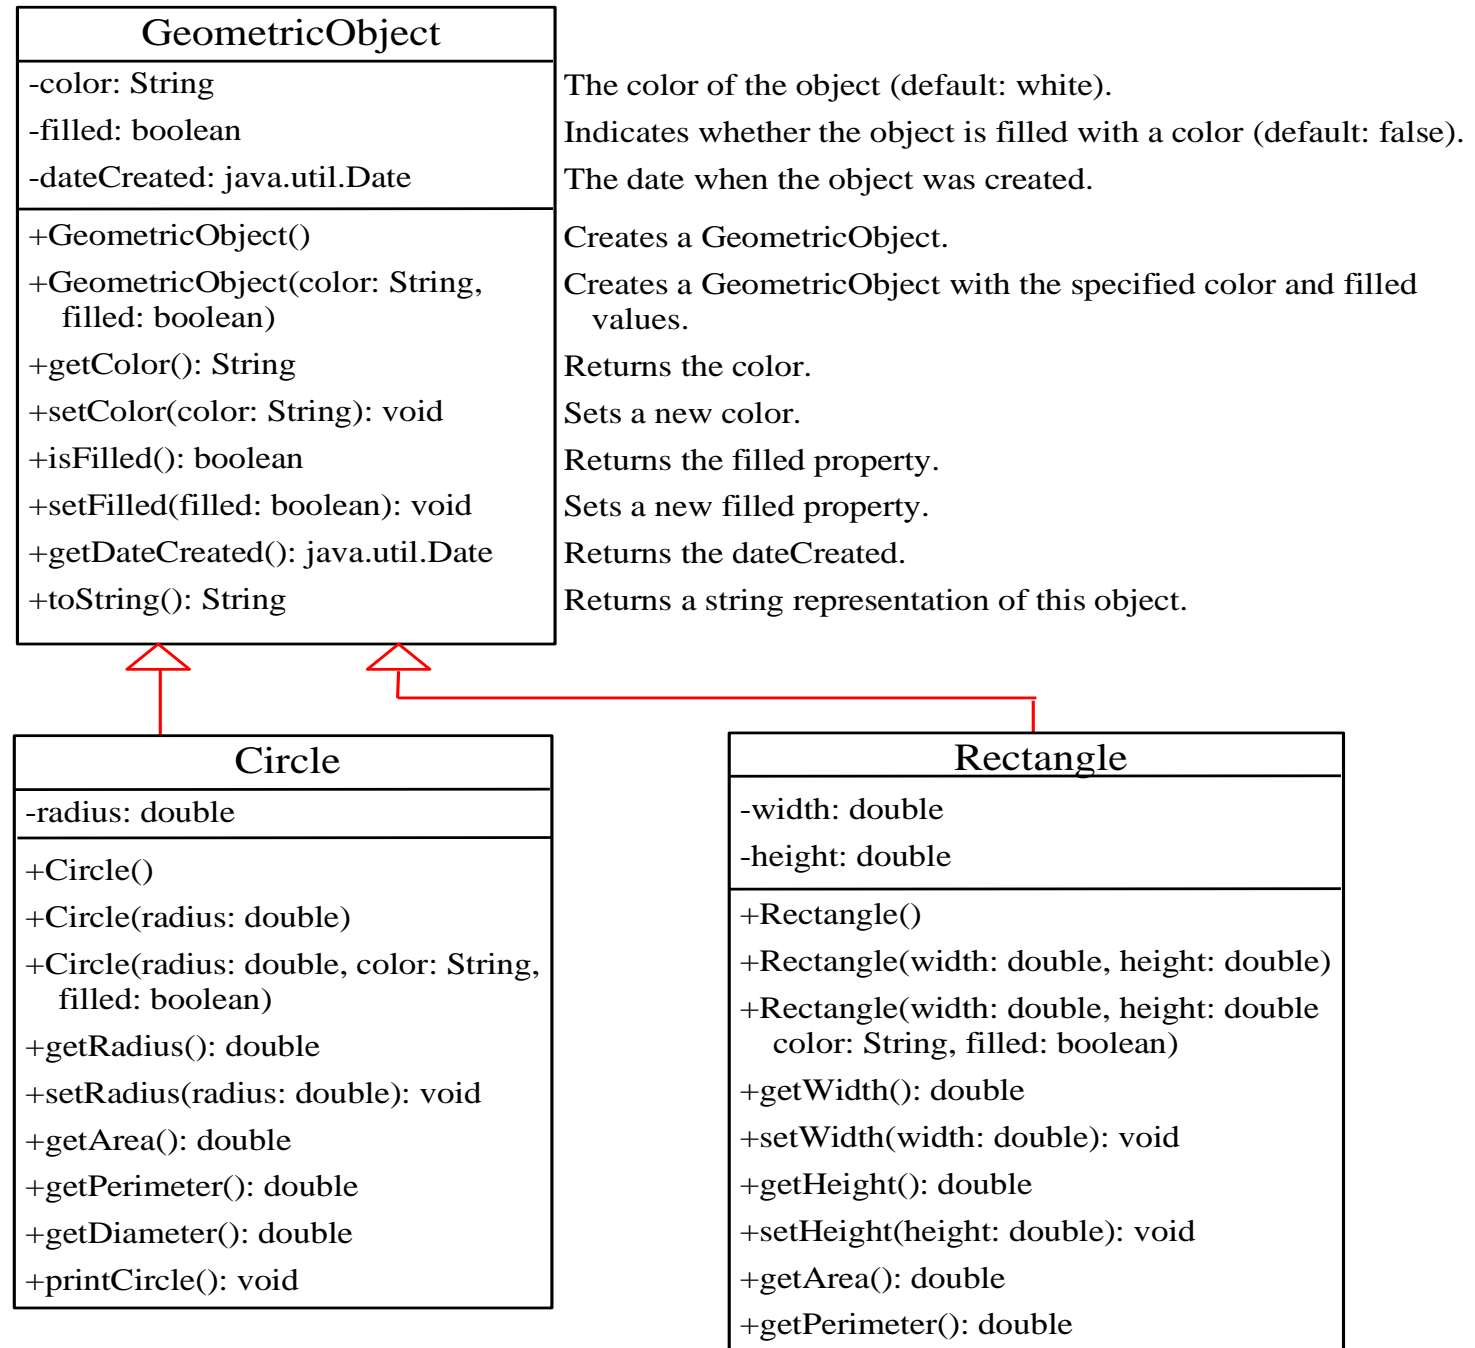 GeometricObject
-color: String
The color of the object (default: white).
-filled: boolean
Indicates whether the object is filled with a color (default: false).
-dateCreated: java.util.Date
The date when the object was created.
+GeometricObject()
Creates a GeometricObject.
+GeometricObject(color: String,
filled: boolean)
Creates a GeometricObject with the specified color and filled
values.
+getColor(): String
Returns the color.
+setColor(color: String): void
Sets a new color.
+isFilled(): boolean
Returns the filled property.
+setFilled(filled: boolean): void
Sets a new filled property.
+getDateCreated(): java.util.Date
Returns the dateCreated.
+toString(): String
Returns a string representation of this object.
Circle
-radius: double
+Circle()
+Circle(radius: double)
+Circle(radius: double, color: String,
filled: boolean)
+getRadius(): double
+setRadius(radius: double): void
+getArea(): double
+getPerimeter(): double
+getDiameter(): double
+printCircle(): void
Rectangle
-width: double
-height: double
+Rectangle()
+Rectangle(width: double, height: double)
+Rectangle(width: double, height: double
color: String, filled: boolean)
+getWidth(): double
+setWidth(width: double): void
+getHeight(): double
+setHeight(height: double): void
+getArea(): double
+getPerimeter(): double